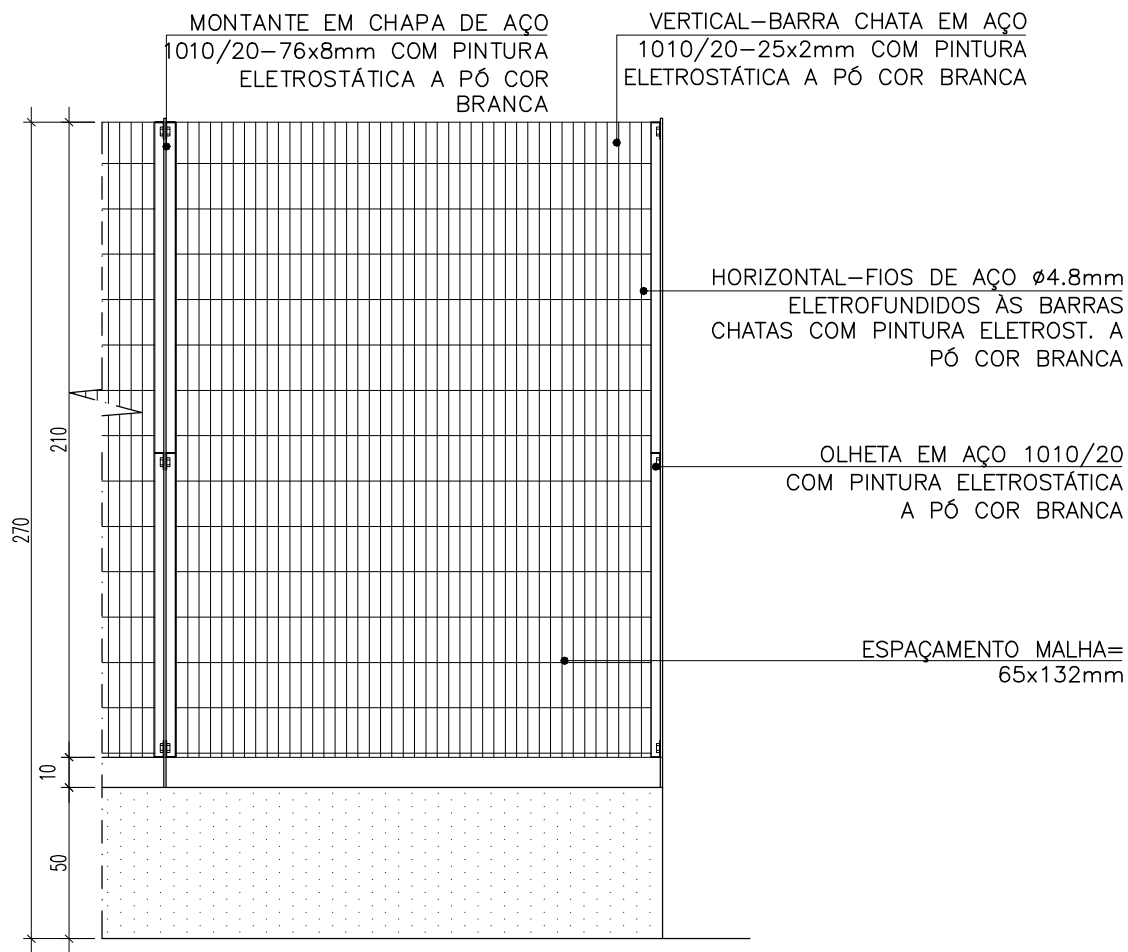 MONTANTE EM CHAPA DE AÇO
1010/20-76x8mm COM PINTURA
ELETROSTÁTICA A PÓ COR
BRANCA
VERTICAL-BARRA CHATA EM AÇO
1010/20-25x2mm COM PINTURA
ELETROSTÁTICA A PÓ COR BRANCA
HORIZONTAL-FIOS DE AÇO ø4.8mm
ELETROFUNDIDOS ÀS BARRAS
CHATAS COM PINTURA ELETROST. A
PÓ COR BRANCA
OLHETA EM AÇO 1010/20
COM PINTURA ELETROSTÁTICA
A PÓ COR BRANCA
ESPAÇAMENTO MALHA=
65x132mm
270
210
10
50